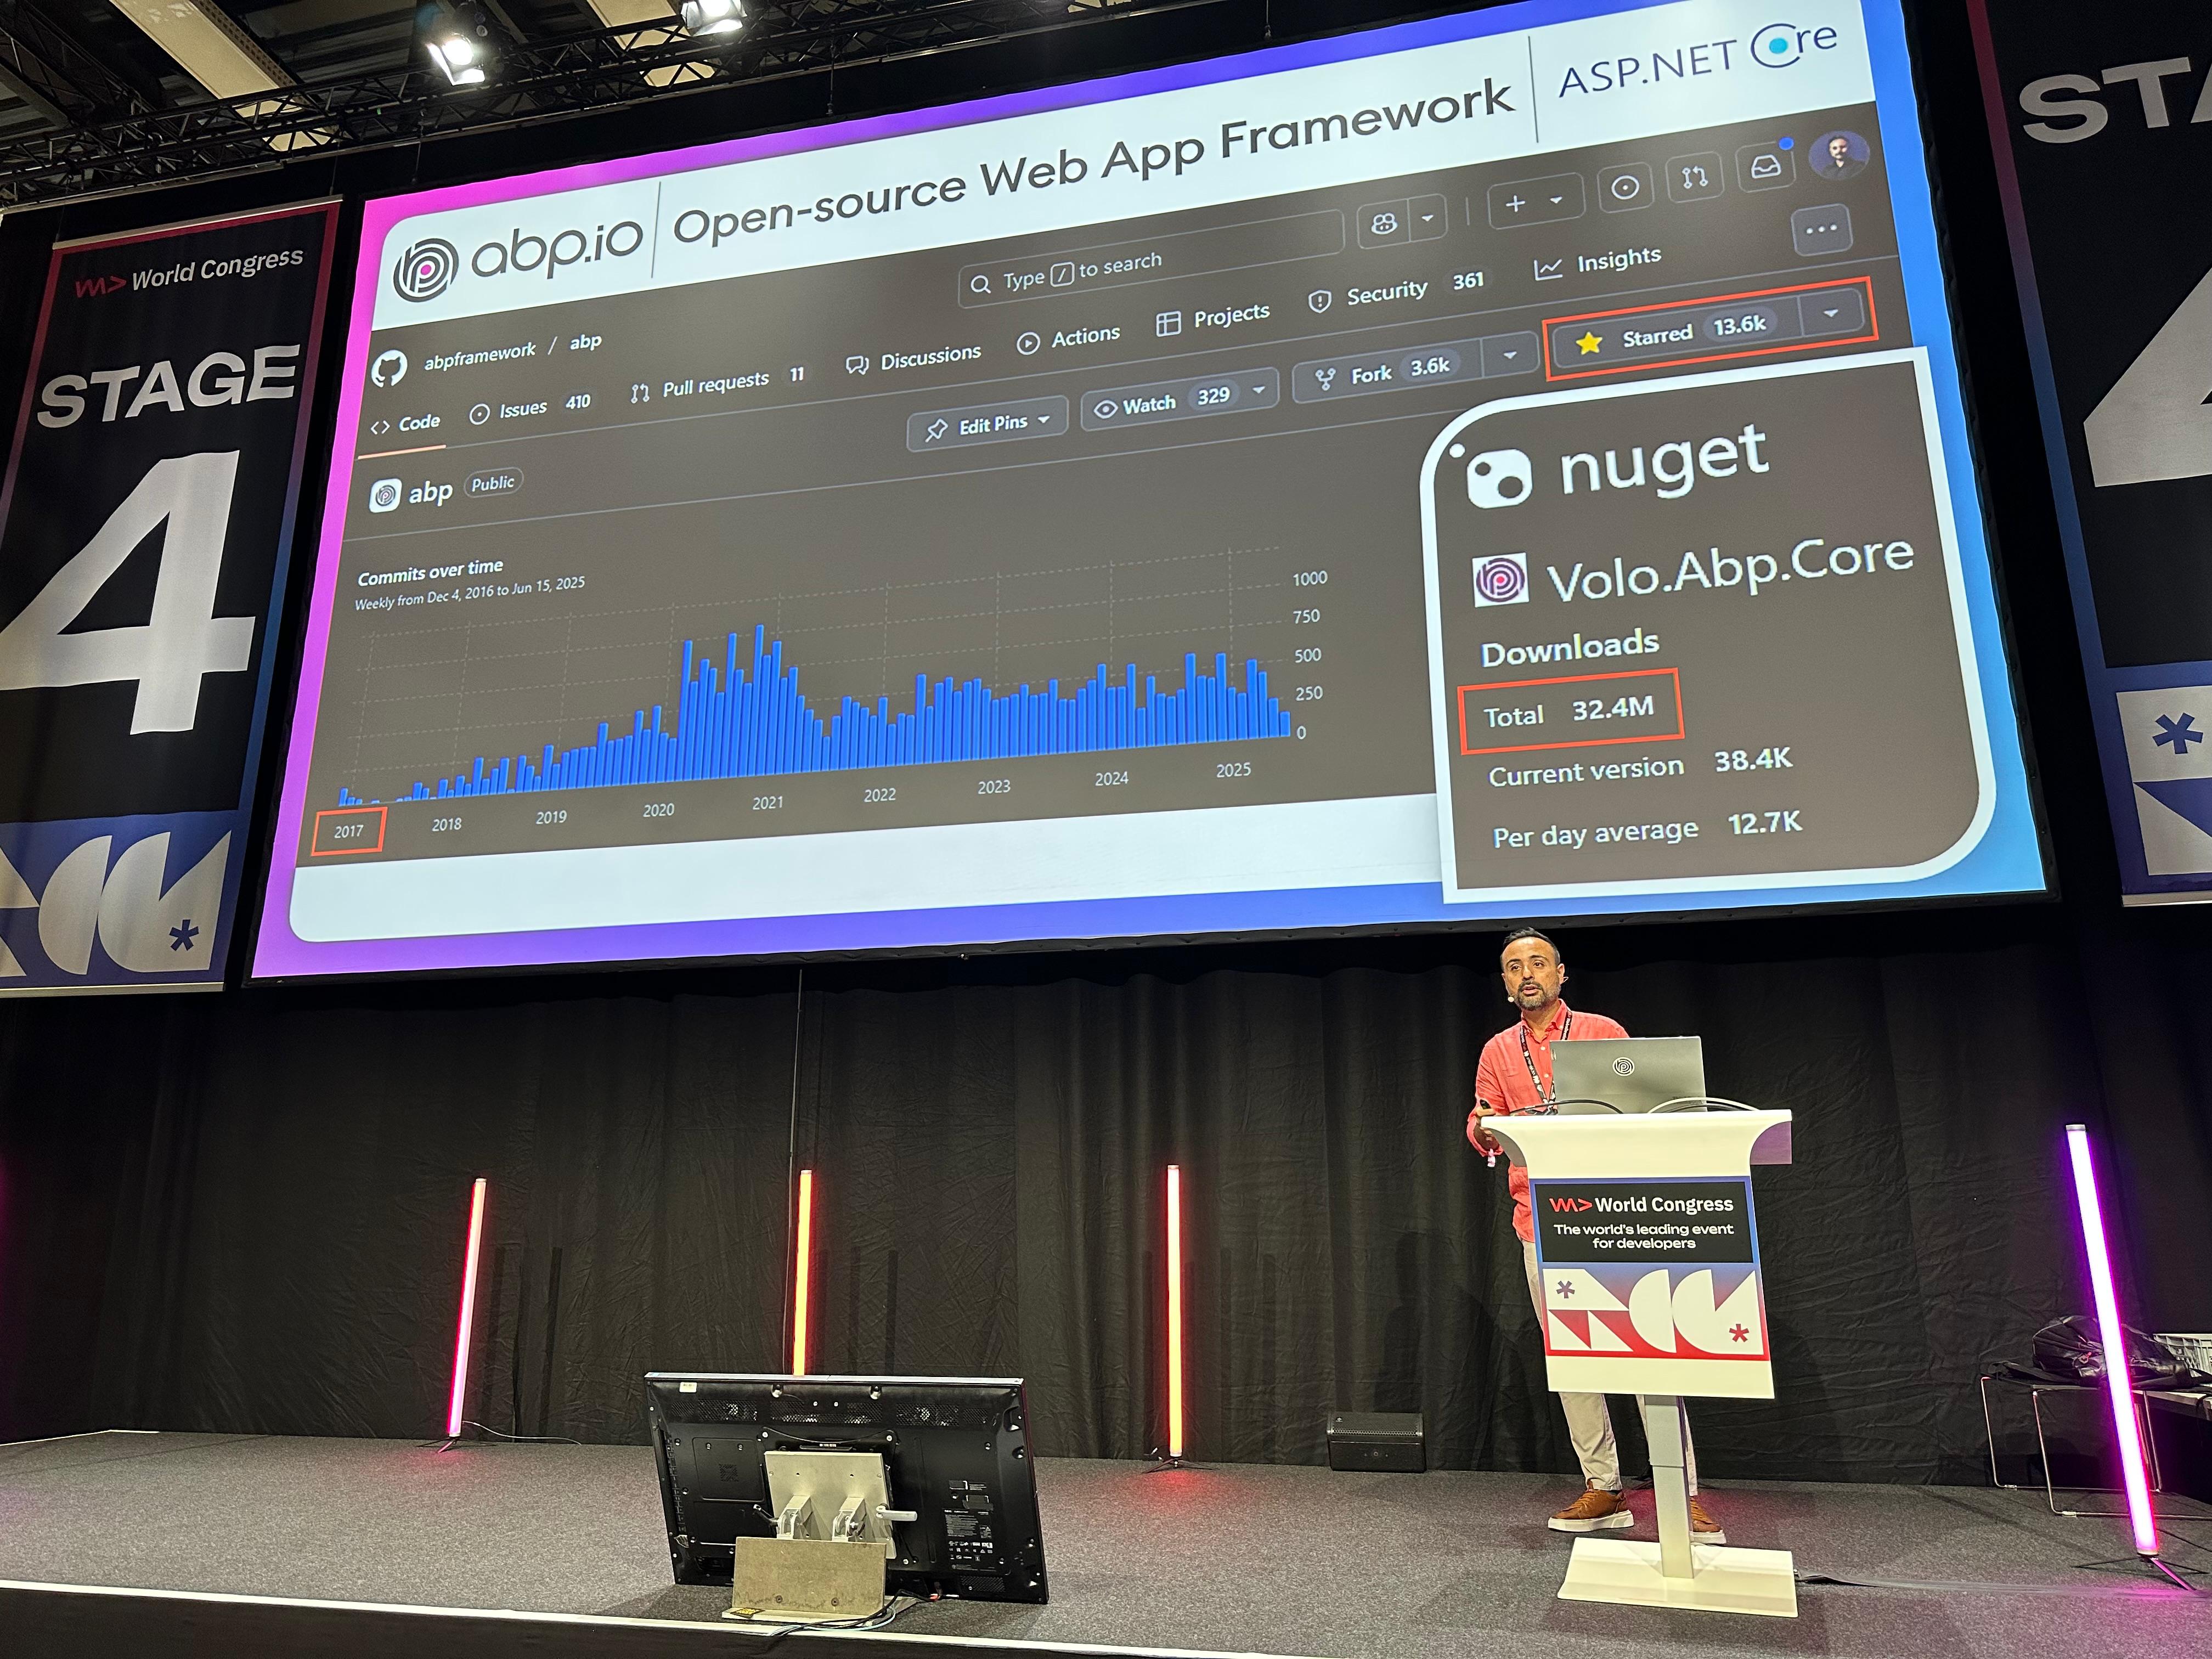 abp.io
Open-source Web App Framework
ASP.NET Core
Type / to search
abpframework / abp
Code
Issues 410
Pull requests 11
Discussions
Actions
Projects
Security 361
Insights
abp Public
Edit Pins
Watch 329
Fork 3.6k
Starred 13.6k
Commits over time
Weekly from Dec 4, 2016 to Jun 15, 2025
1000
750
500
250
0
2017 2018 2019 2020 2021 2022 2023 2024 2025
nuget
Volo.Abp.Core
Downloads
Total 32.4M
Current version 38.4K
Per day average 12.7K
World Congress
STAGE
4
STA
4
World Congress
The world's leading event
for developers